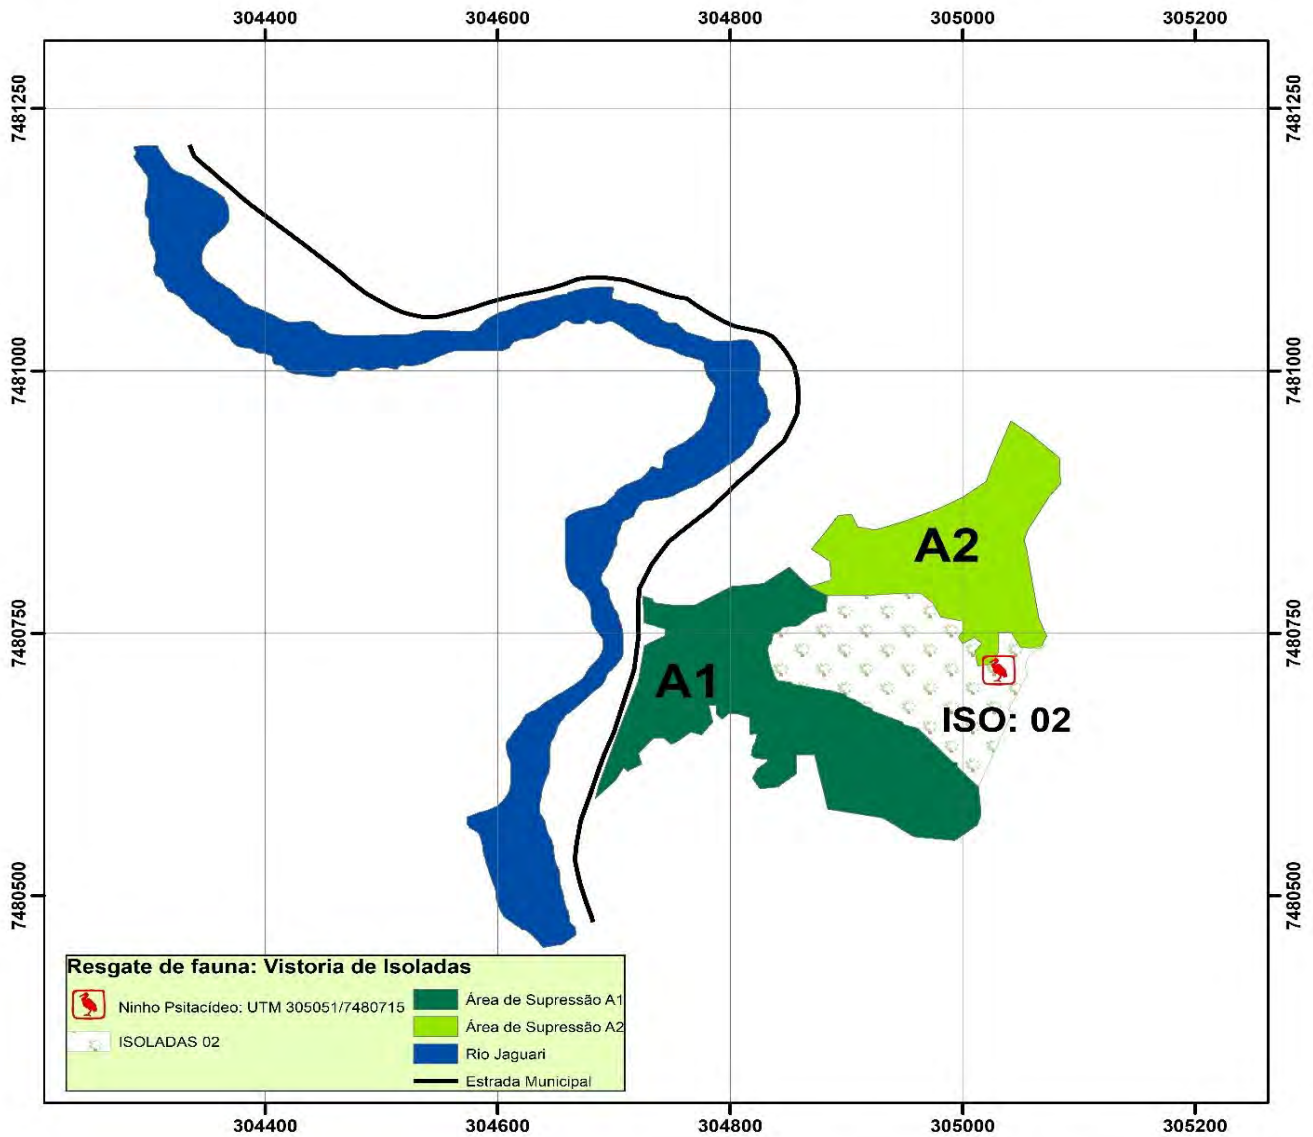 304400 304600 304800 305000 305200
7481250 7481250
7481000 7481000
A2
7480750 7480750
A1
ISO: 02
7480500 7480500
Resgate de fauna: Vistoria de Isoladas
Ninho Psitacídeo: UTM 305051/7480715
ISOLADAS 02
Área de Supressão A1
Área de Supressão A2
Rio Jaguari
Estrada Municipal
304400 304600 304800 305000 305200